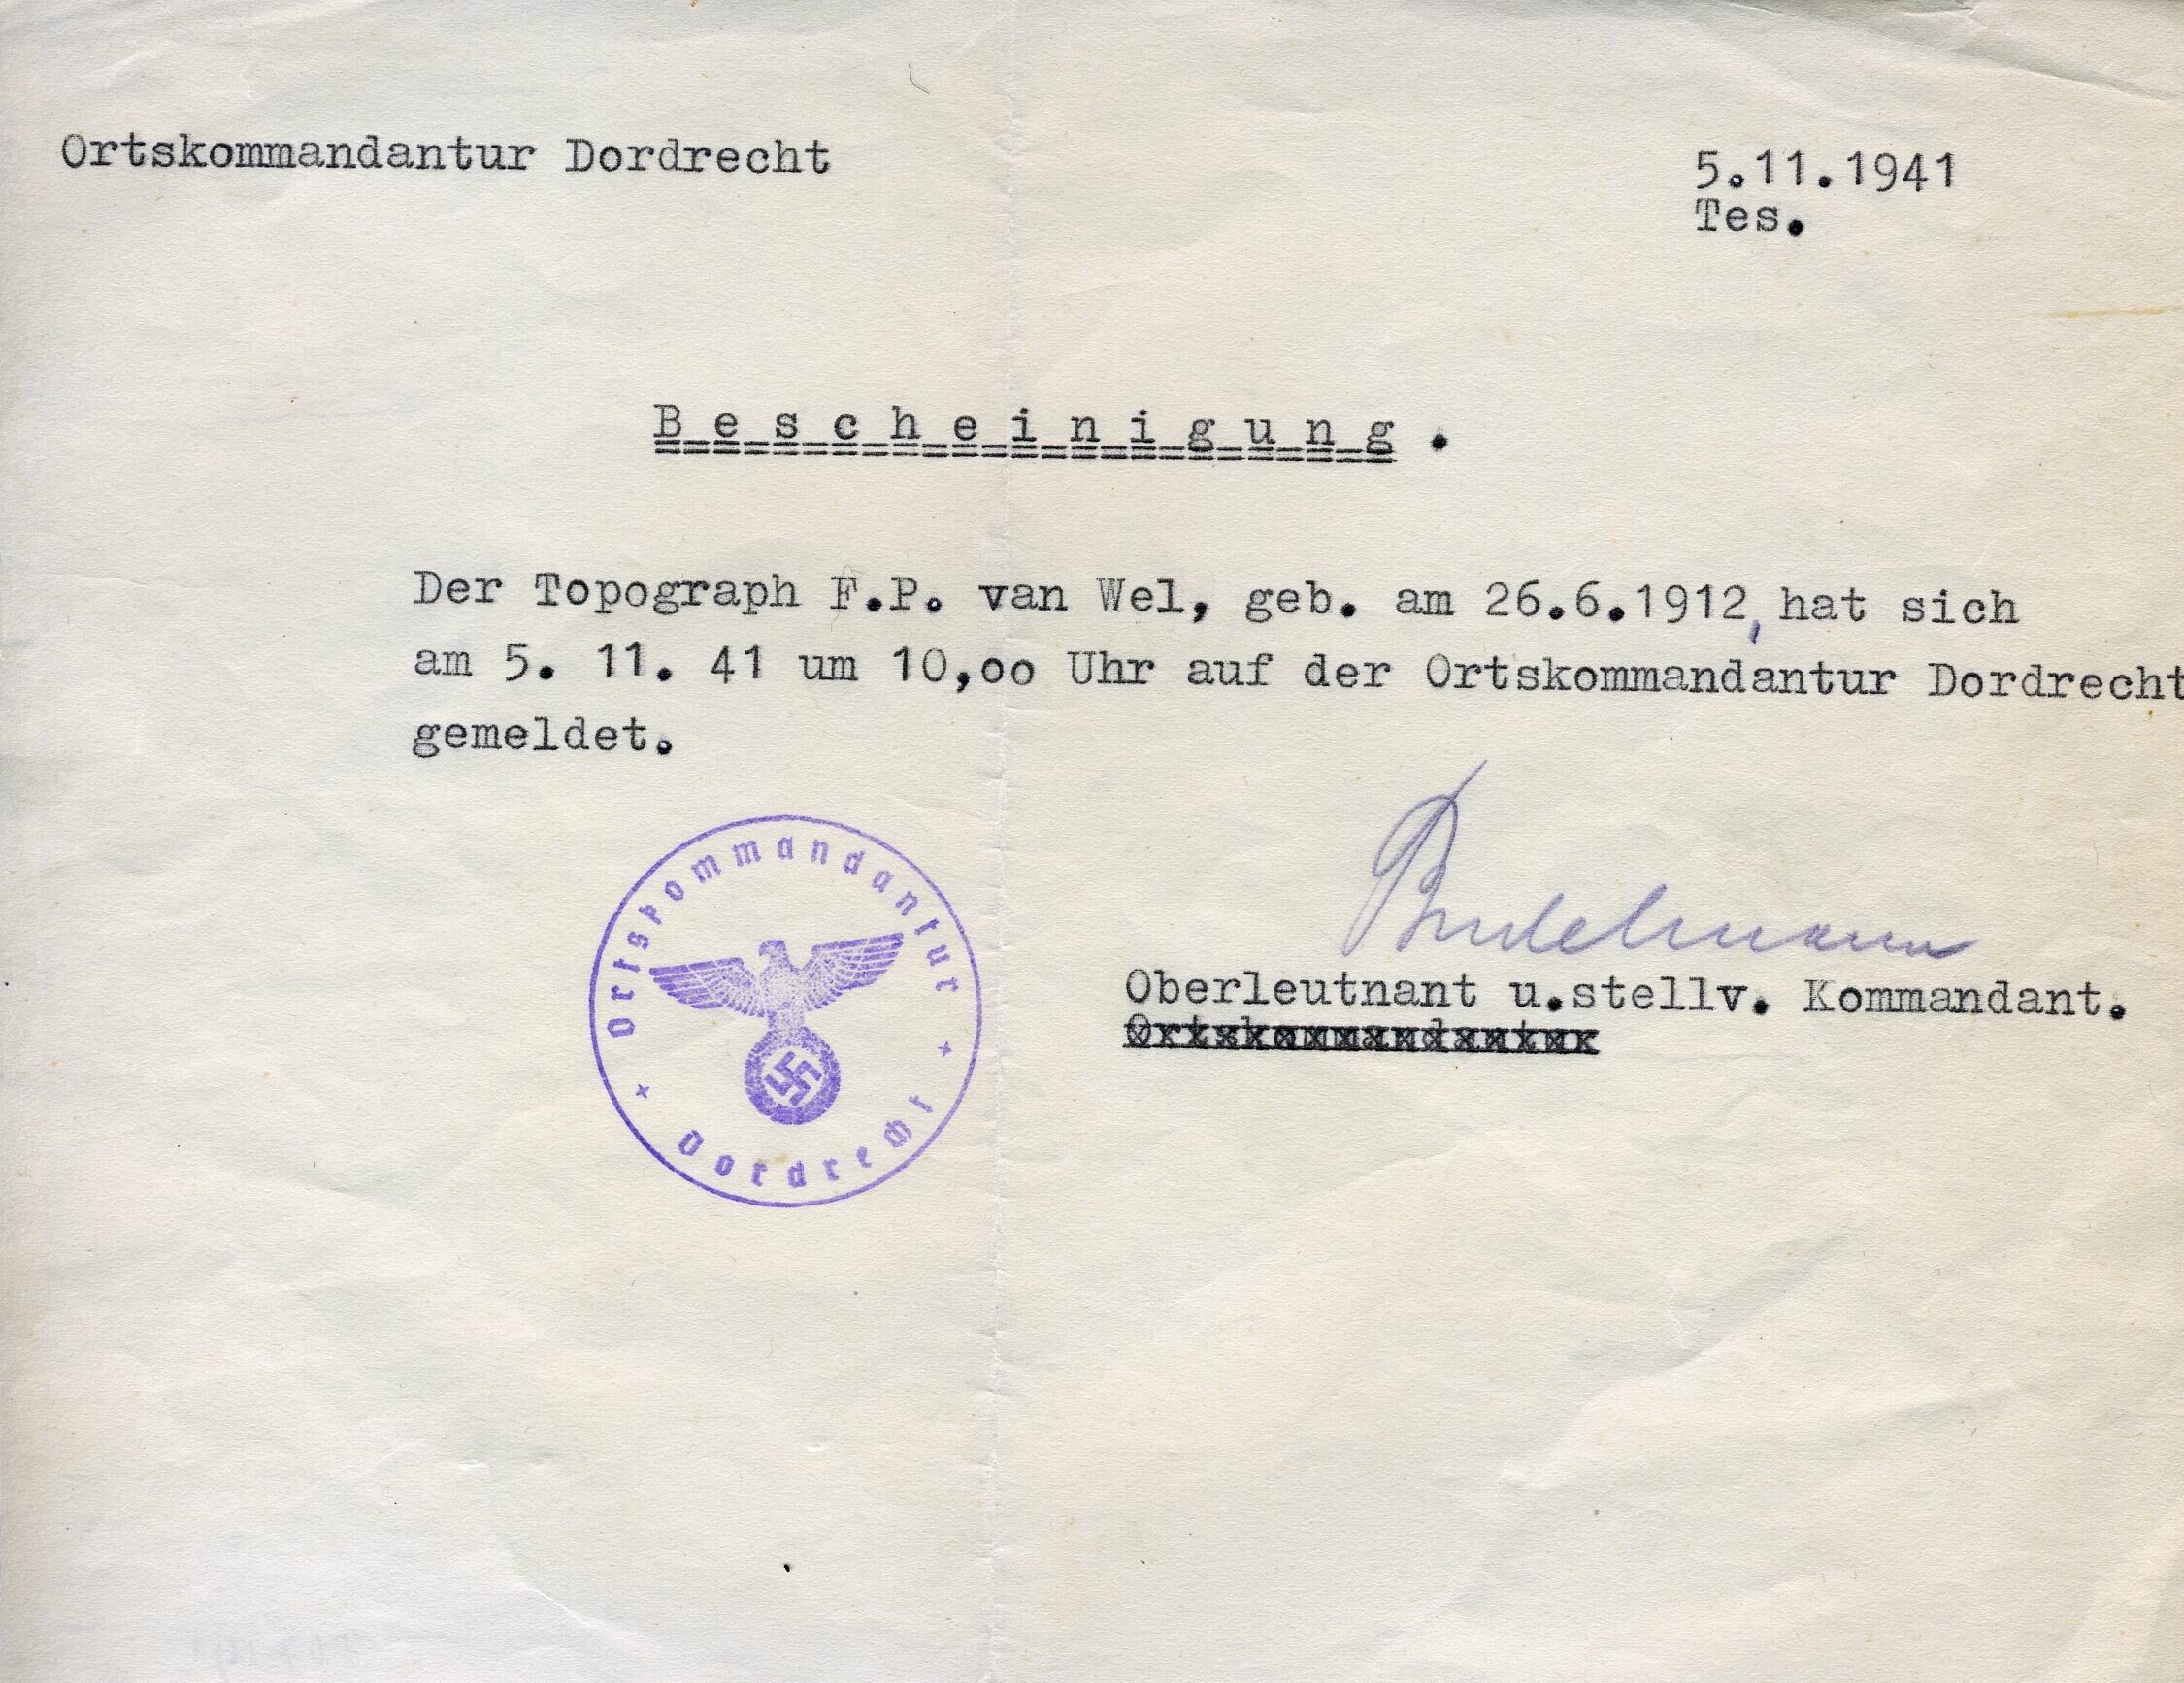 Ortskommandantur Dordrecht
5.11.1941
Tes.
B e s c h e i n i g u n g .
Der Topograph F.P. van Wel, geb. am 26.6.1912, hat sich
am 5. 11. 41 um 10,oo Uhr auf der Ortskommandantur Dordrecht
gemeldet.
Ortskommandantur
+ Dordrecht +
Oberleutnant u.stellv. Kommandant.
Ortskommandantur